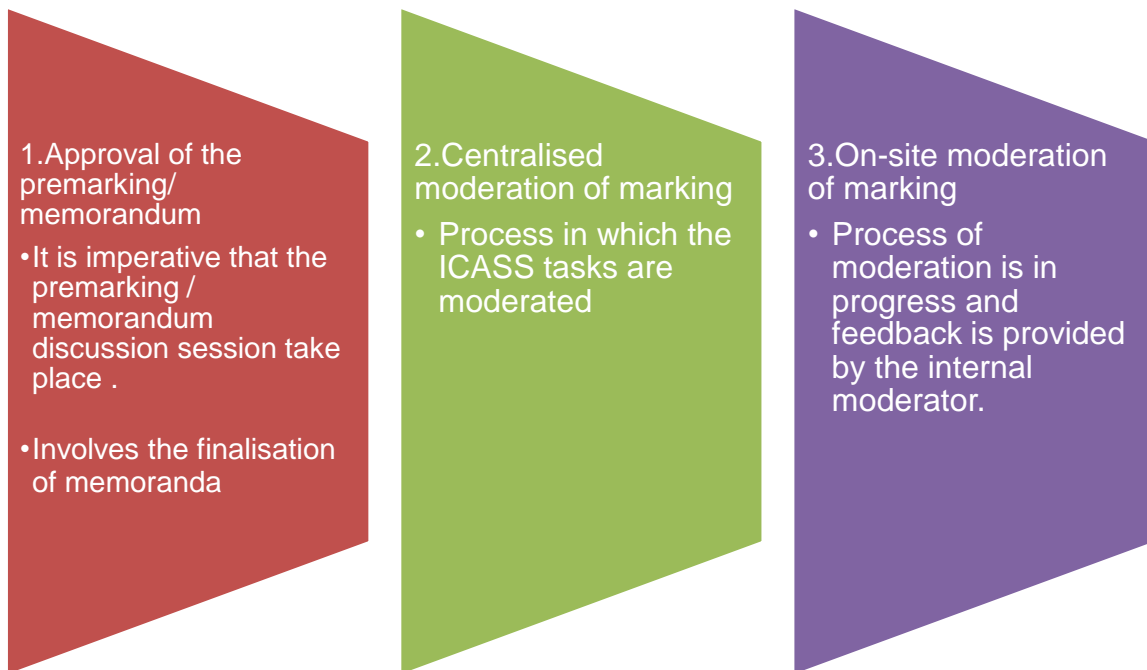 1.Approval of the
premarking/
memorandum
•It is imperative that the
premarking /
memorandum
discussion session take
place .
•Involves the finalisation
of memoranda
2.Centralised
moderation of marking
• Process in which the
ICASS tasks are
moderated
3.On-site moderation
of marking
• Process of
moderation is in
progress and
feedback is provided
by the internal
moderator.